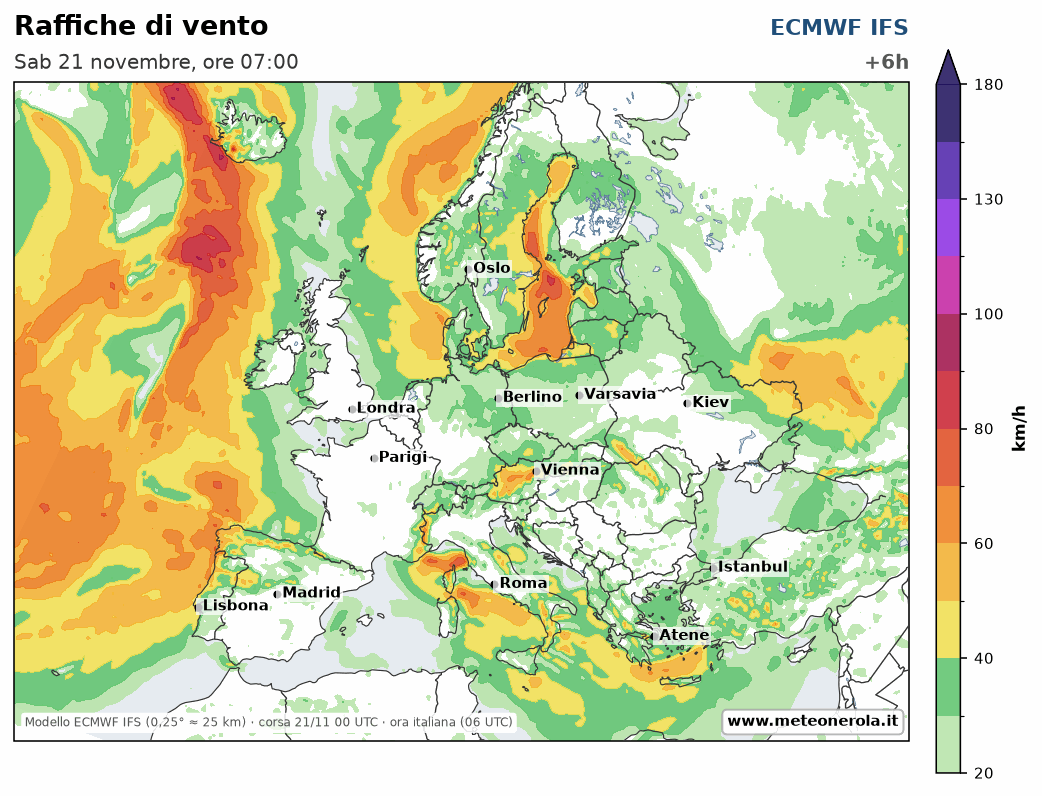 Raffiche di vento
ECMWF IFS
Sab 21 novembre, ore 07:00
+6h
180
130
100
80
60
40
20
km/h
Oslo
Berlino
Varsavia
Kiev
Londra
Parigi
Vienna
Istanbul
Roma
Madrid
Lisbona
Atene
Modello ECMWF IFS (0,25° ≈ 25 km) · corsa 21/11 00 UTC · ora italiana (06 UTC)
www.meteonerola.it